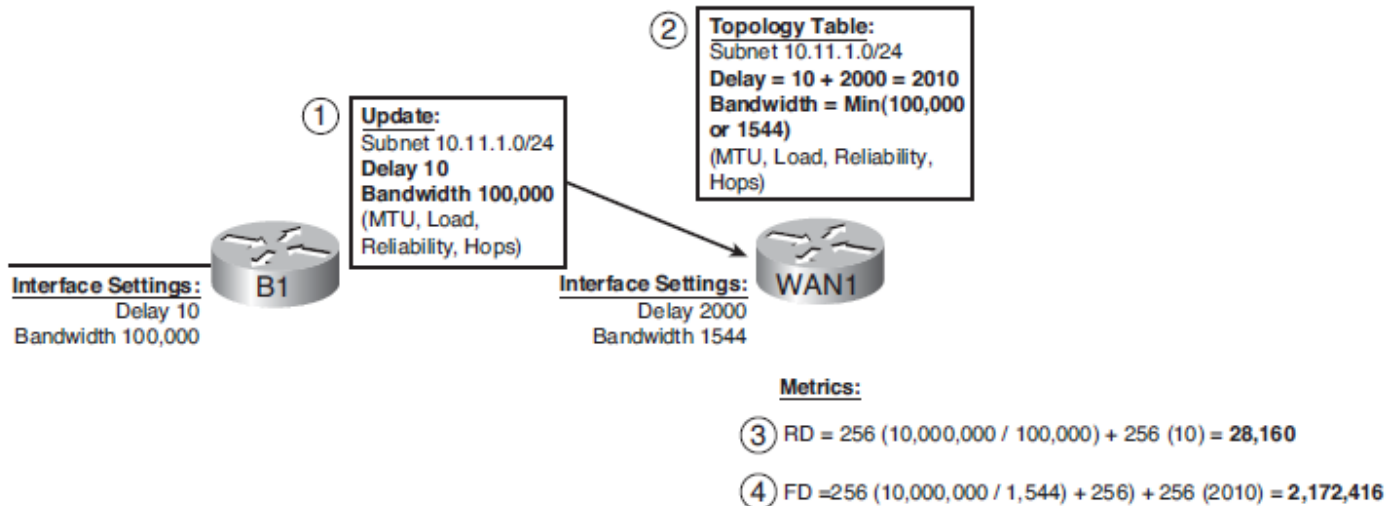 ①
Update:
Subnet 10.11.1.0/24
Delay 10
Bandwidth 100,000
(MTU, Load,
Reliability, Hops)
②
Topology Table:
Subnet 10.11.1.0/24
Delay = 10 + 2000 = 2010
Bandwidth = Min(100,000
or 1544)
(MTU, Load, Reliability,
Hops)
Interface Settings:
Delay 10
Bandwidth 100,000
B1
Interface Settings:
Delay 2000
Bandwidth 1544
WAN1
Metrics:
③ RD = 256 (10,000,000 / 100,000) + 256 (10) = 28,160
④ FD =256 (10,000,000 / 1,544) + 256) + 256 (2010) = 2,172,416